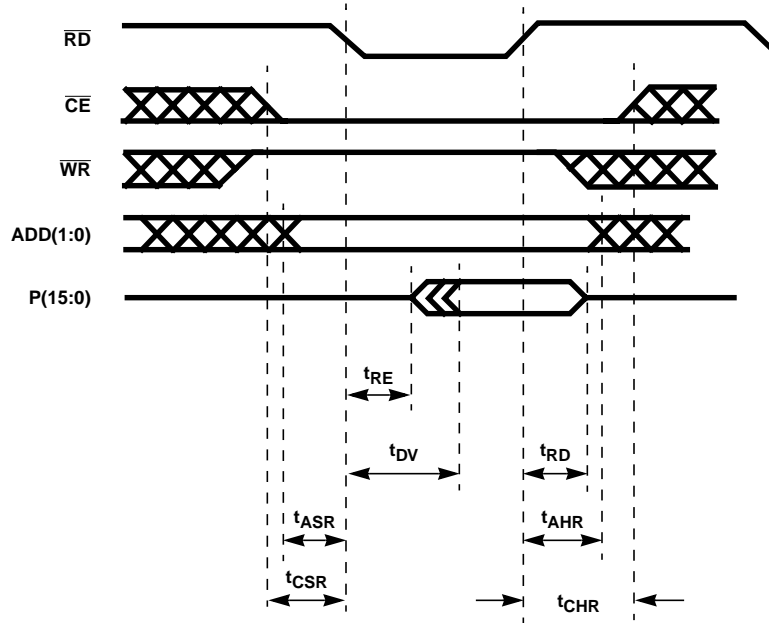 RD
CE
WR
ADD(1:0)
P(15:0)
tRE
tDV
tRD
tASR
tAHR
tCSR
tCHR